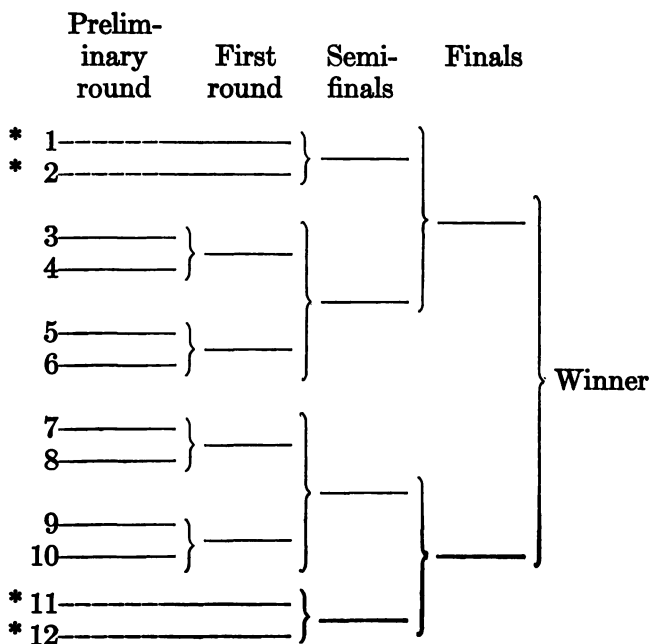 Prelim-
inary
round
First
round
Semi-
finals
Finals
* 1
* 2
3
4
5
6
Winner
7
8
9
10
* 11
* 12